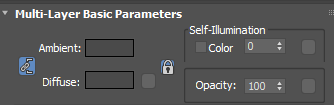 Multi-Layer Basic Parameters
Self-Illumination
Ambient:
Color 0
Diffuse:
Opacity: 100